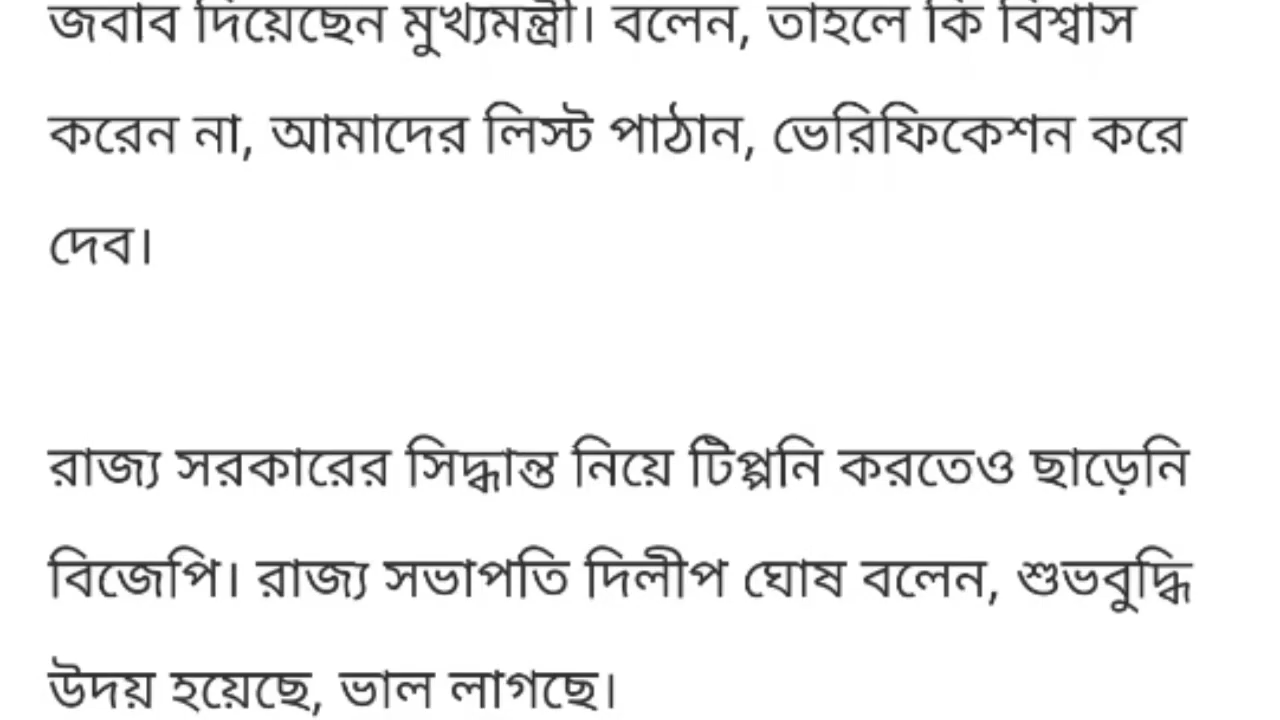 জবাব দিয়েছেন মুখ্যমন্ত্রী। বলেন, তাহলে কি বিশ্বাস
করেন না, আমাদের লিস্ট পাঠান, ভেরিফিকেশন করে
দেব।
রাজ্য সরকারের সিদ্ধান্ত নিয়ে টিপ্পনি করতেও ছাড়েনি
বিজেপি। রাজ্য সভাপতি দিলীপ ঘোষ বলেন, শুভবুদ্ধি
উদয় হয়েছে, ভাল লাগছে।